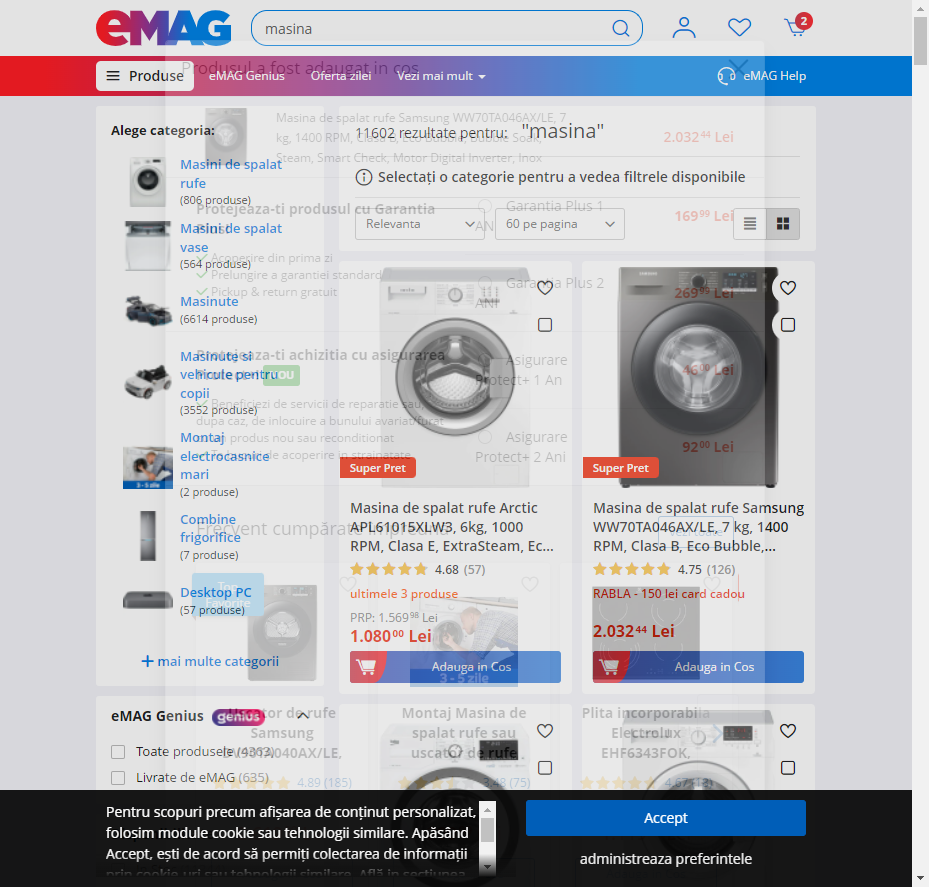 eMAG
masina
2
Produsul a fost adaugat in cos
Produse
eMAG Genius
Oferta zilei
Vezi mai mult
eMAG Help
Alege categoria:
Masini de spalat
rufe
(806 produse)
Masini de spalat
vase
(564 produse)
Masinute
(6614 produse)
Masinute si
vehicule pentru
copii
(3552 produse)
Montaj
electrocasnice
mari
(2 produse)
Combine
frigorifice
(7 produse)
Desktop PC
(57 produse)
+ mai multe categorii
Masina de spalat rufe Samsung WW70TA046AX/LE, 7
kg, 1400 RPM, Clasa B, Eco Bubble, Bubble Soak,
Steam, Smart Check, Motor Digital Inverter, Inox
2.032⁴⁴ Lei
11602 rezultate pentru: "masina"
Selectați o categorie pentru a vedea filtrele disponibile
Relevanta
60 pe pagina
Protejeaza-ti produsul cu Garantia
Plus
Acoperire din prima zi
Prelungire a garantiei standard
Pickup & return gratuit
Garantia Plus 1
AN
169⁹⁹ Lei
Garantia Plus 2
ANI
269⁹⁹ Lei
Protejeaza-ti achizitia cu asigurarea
NOU
Beneficiezi de servicii de reparatie sau,
dupa caz, de inlocuire a bunului avariat/furat
cu un produs nou sau reconditionat
de acoperire in strainatate
Asigurare
Protect+ 1 An
46⁰⁰ Lei
Asigurare
Protect+ 2 Ani
92⁰⁰ Lei
Super Pret
Masina de spalat rufe Arctic
APL61015XLW3, 6kg, 1000
RPM, Clasa E, ExtraSteam, Ec...
4.68 (57)
ultimele 3 produse
PRP: 1.569⁹⁸ Lei
1.080⁰⁰ Lei
Adauga in Cos
Super Pret
Masina de spalat rufe Samsung
WW70TA046AX/LE, 7 kg, 1400
RPM, Clasa B, Eco Bubble,...
4.75 (126)
RABLA - 150 lei card cadou
2.032⁴⁴ Lei
Adauga in Cos
Frecvent cumpărate împreună
Vezi toate
Top
Favorite
3 - 5 zile
3 - 5 zile
Uscator de rufe
Samsung
4.89 (185)
Montaj Masina de
spalat rufe sau
uscator de rufe
(75)
Plita incorporabila
Electrolux
EHF6343FOK,
eMAG Genius
genius
Toate produsele (4363)
Livrate de eMAG (635)
Pentru scopuri precum afișarea de conținut personalizat,
folosim module cookie sau tehnologii similare. Apăsând
Accept, ești de acord să permiți colectarea de informații
prin cookie-uri sau tehnologii similare. Află in sectiunea
Accept
administreaza preferintele